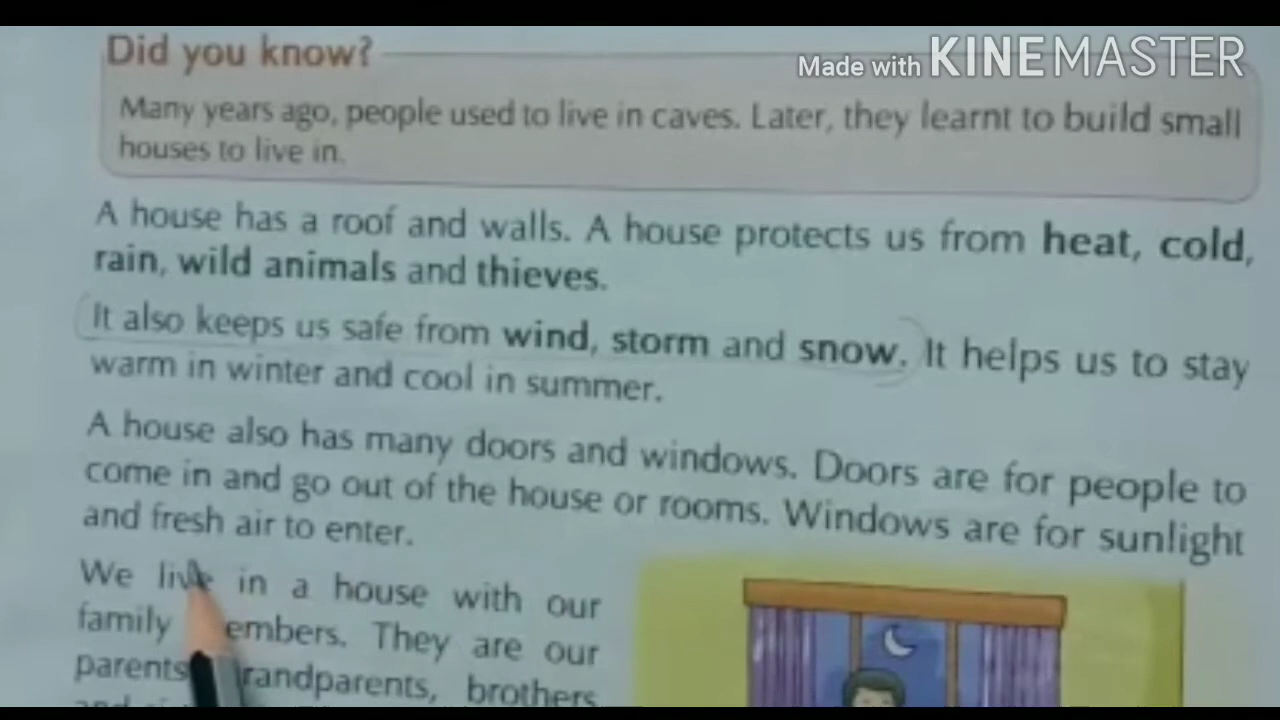 Did you know?
Made with KINEMASTER
Many years ago, people used to live in caves. Later, they learnt to build small
houses to live in.
A house has a roof and walls. A house protects us from heat, cold,
rain, wild animals and thieves.
It also keeps us safe from wind, storm and snow. It helps us to stay
warm in winter and cool in summer.
A house also has many doors and windows. Doors are for people to
come in and go out of the house or rooms. Windows are for sunlight
and fresh air to enter.
We live in a house with our
family embers. They are our
parents randparents, brothers